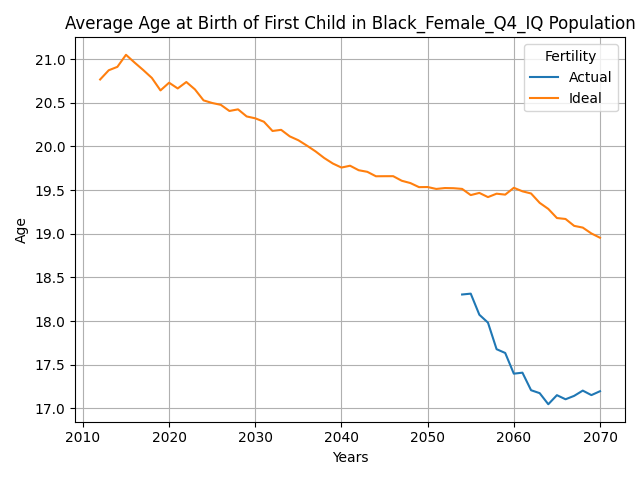 Average Age at Birth of First Child in Black_Female_Q4_IQ Population
Fertility
Actual
Ideal
21.0
20.5
20.0
19.5
19.0
18.5
18.0
17.5
17.0
Age
2010
2020
2030
2040
2050
2060
2070
Years